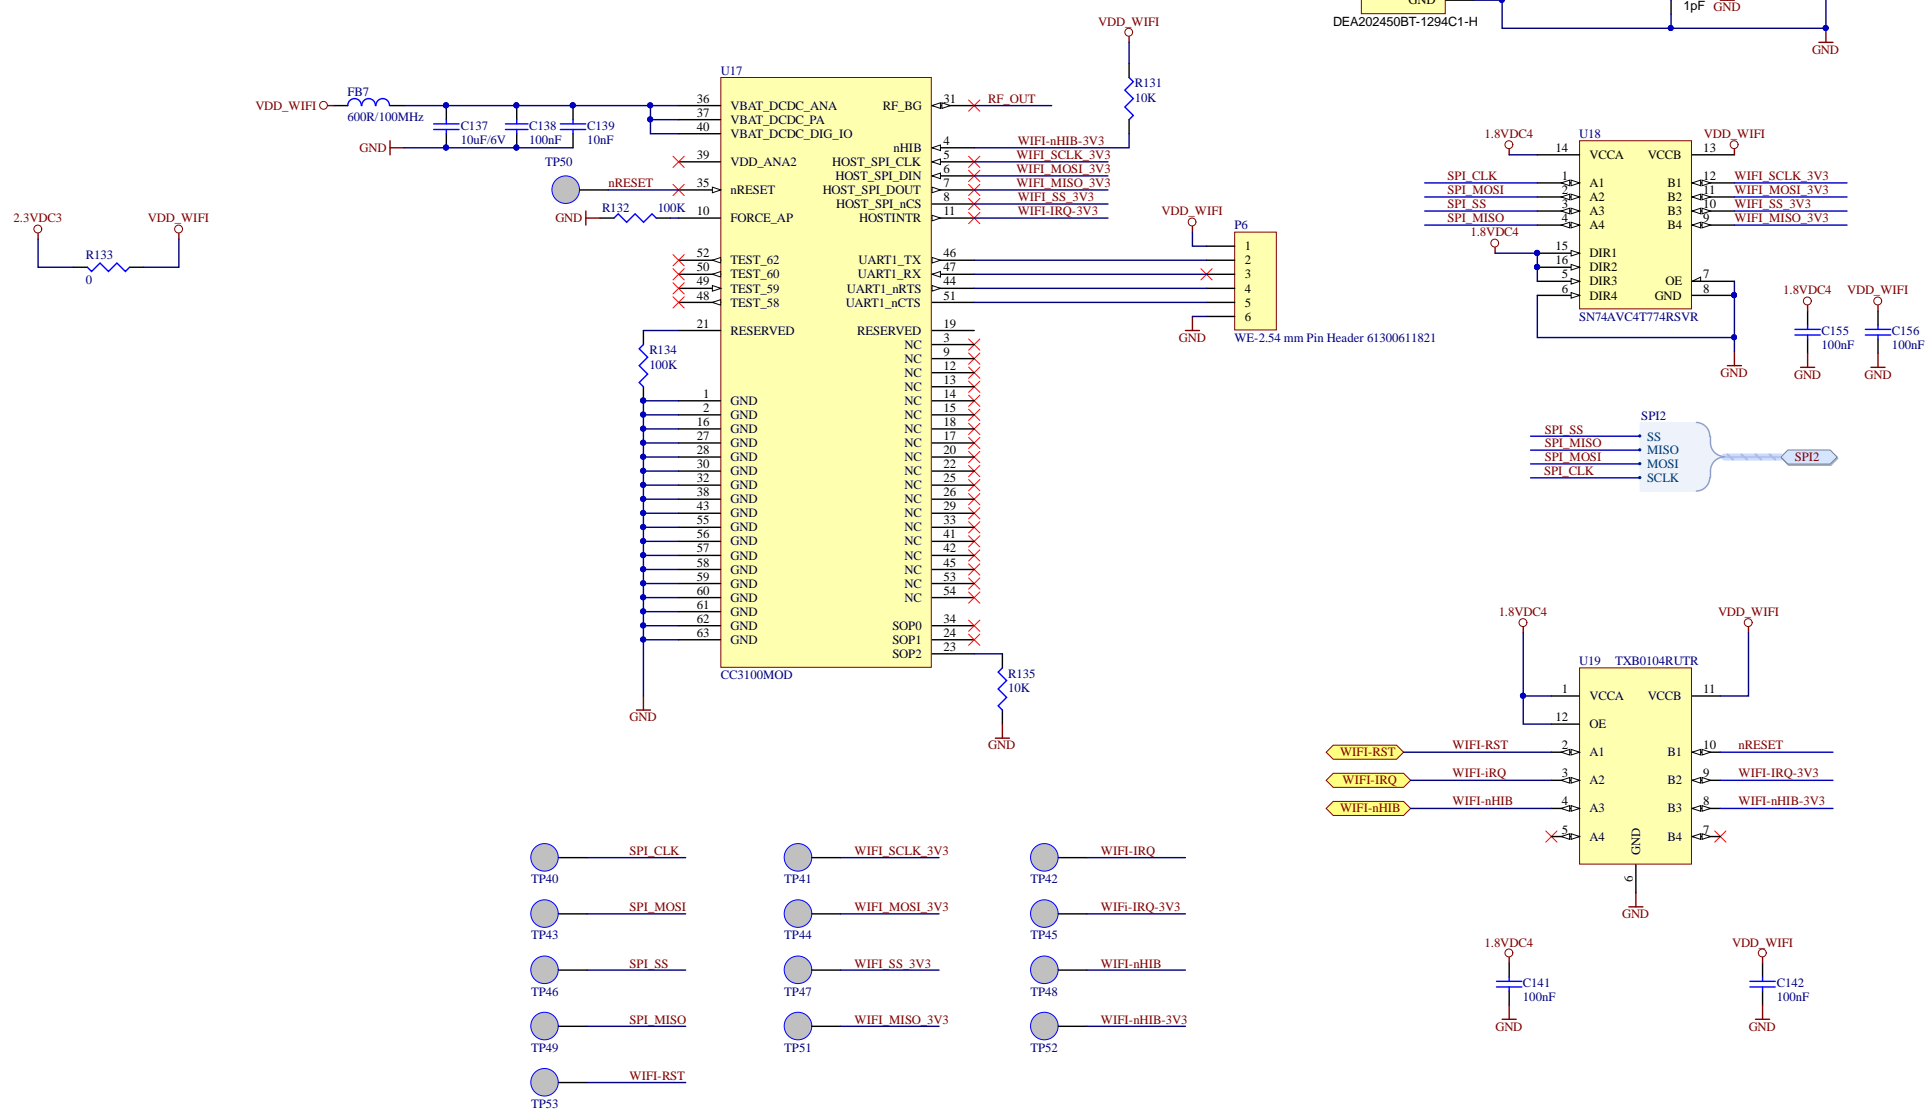 GND
DEA202450BT-1294C1-H
1pF GND
GND
VDD_WIFI
R131
10K
U17
VDD_WIFI
FB7
600R/100MHz
C137
10uF/6V
C138
100nF
C139
10nF
GND
TP50
nRESET
GND
R132 100K
36 VBAT_DCDC_ANA
37 VBAT_DCDC_PA
40 VBAT_DCDC_DIG_IO
39 VDD_ANA2
35 nRESET
10 FORCE_AP
52 TEST_62
50 TEST_60
49 TEST_59
48 TEST_58
21 RESERVED
1 GND
2 GND
16 GND
27 GND
28 GND
30 GND
32 GND
38 GND
43 GND
55 GND
56 GND
57 GND
58 GND
59 GND
60 GND
61 GND
62 GND
63 GND
RF_BG 31 RF_OUT
nHIB 4 WIFI-nHIB-3V3
HOST_SPI_CLK 5 WIFI_SCLK_3V3
HOST_SPI_DIN 6 WIFI_MOSI_3V3
HOST_SPI_DOUT 7 WIFI_MISO_3V3
HOST_SPI_nCS 8 WIFI_SS_3V3
HOSTINTR 11 WIFI-IRQ-3V3
UART1_TX 46
UART1_RX 47
UART1_nRTS 44
UART1_nCTS 51
RESERVED 19
NC 3
NC 9
NC 12
NC 13
NC 14
NC 15
NC 18
NC 17
NC 20
NC 22
NC 25
NC 26
NC 29
NC 33
NC 41
NC 42
NC 45
NC 53
NC 54
SOP0 34
SOP1 24
SOP2 23
CC3100MOD
R134
100K
GND
R135
10K
GND
2.3VDC3
VDD_WIFI
R133
0
VDD_WIFI
P6
1
2
3
4
5
6
GND
WE-2.54 mm Pin Header 61300611821
1.8VDC4
U18
VDD_WIFI
14 VCCA VCCB 13
SPI_CLK 1 A1 B1 12 WIFI_SCLK_3V3
SPI_MOSI 2 A2 B2 11 WIFI_MOSI_3V3
SPI_SS 3 A3 B3 10 WIFI_SS_3V3
SPI_MISO 4 A4 B4 9 WIFI_MISO_3V3
1.8VDC4
15 DIR1
16 DIR2
5 DIR3 OE 7
6 DIR4 GND 8
SN74AVC4T774RSVR
GND
1.8VDC4
C155
100nF
GND
VDD_WIFI
C156
100nF
GND
SPI2
SPI_SS SS
SPI_MISO MISO
SPI_MOSI MOSI
SPI_CLK SCLK
SPI2
1.8VDC4
VDD_WIFI
U19 TXB0104RUTR
1 VCCA VCCB 11
12 OE
WIFI-RST WIFI-RST 2 A1 B1 10 nRESET
WIFI-IRQ WIFI-iRQ 3 A2 B2 9 WIFI-IRQ-3V3
WIFI-nHIB WIFI-nHIB 4 A3 B3 8 WIFI-nHIB-3V3
5 A4 B4 7
GND
6
GND
1.8VDC4
C141
100nF
GND
VDD_WIFI
C142
100nF
GND
SPI_CLK
TP40
WIFI_SCLK_3V3
TP41
WIFI-IRQ
TP42
SPI_MOSI
TP43
WIFI_MOSI_3V3
TP44
WIFi-IRQ-3V3
TP45
SPI_SS
TP46
WIFI_SS_3V3
TP47
WIFI-nHIB
TP48
SPI_MISO
TP49
WIFI_MISO_3V3
TP51
WIFI-nHIB-3V3
TP52
WIFI-RST
TP53